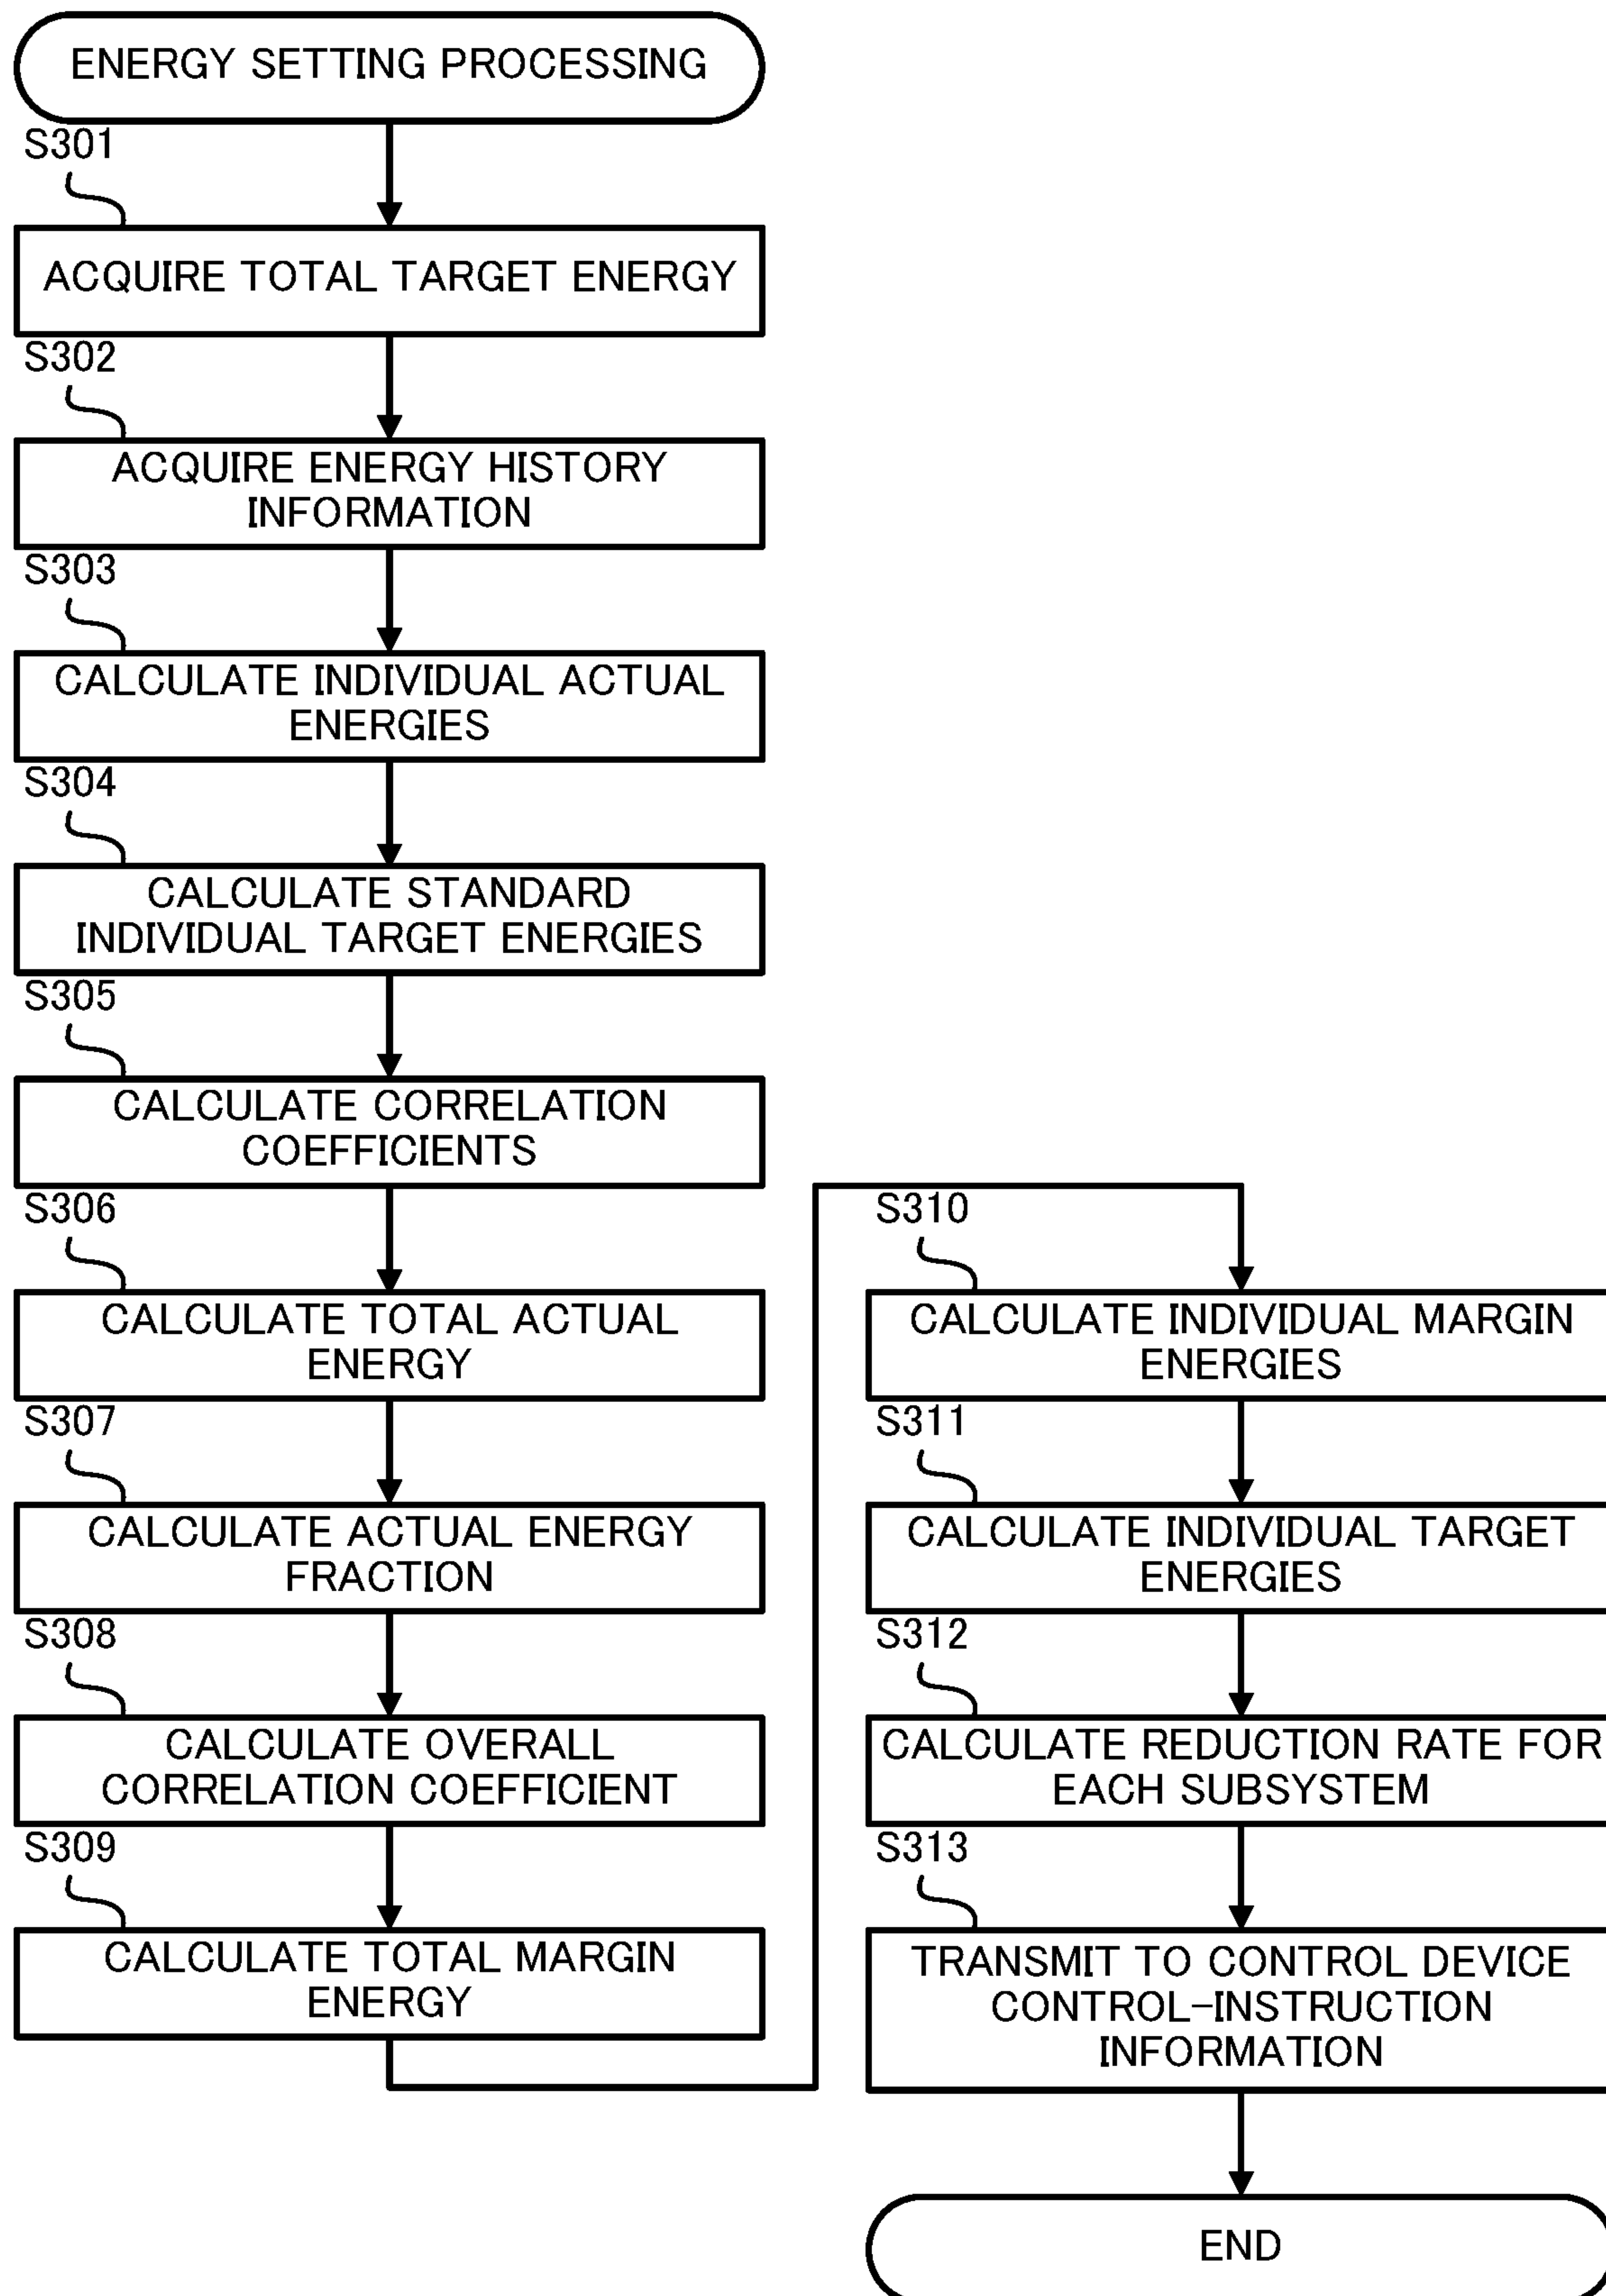 ENERGY SETTING PROCESSING
S301
ACQUIRE TOTAL TARGET ENERGY
S302
ACQUIRE ENERGY HISTORY
INFORMATION
S303
CALCULATE INDIVIDUAL ACTUAL
ENERGIES
S304
CALCULATE STANDARD
INDIVIDUAL TARGET ENERGIES
S305
CALCULATE CORRELATION
COEFFICIENTS
S306
CALCULATE TOTAL ACTUAL
ENERGY
S307
CALCULATE ACTUAL ENERGY
FRACTION
S308
CALCULATE OVERALL
CORRELATION COEFFICIENT
S309
CALCULATE TOTAL MARGIN
ENERGY
S310
CALCULATE INDIVIDUAL MARGIN
ENERGIES
S311
CALCULATE INDIVIDUAL TARGET
ENERGIES
S312
CALCULATE REDUCTION RATE FOR
EACH SUBSYSTEM
S313
TRANSMIT TO CONTROL DEVICE
CONTROL-INSTRUCTION
INFORMATION
END